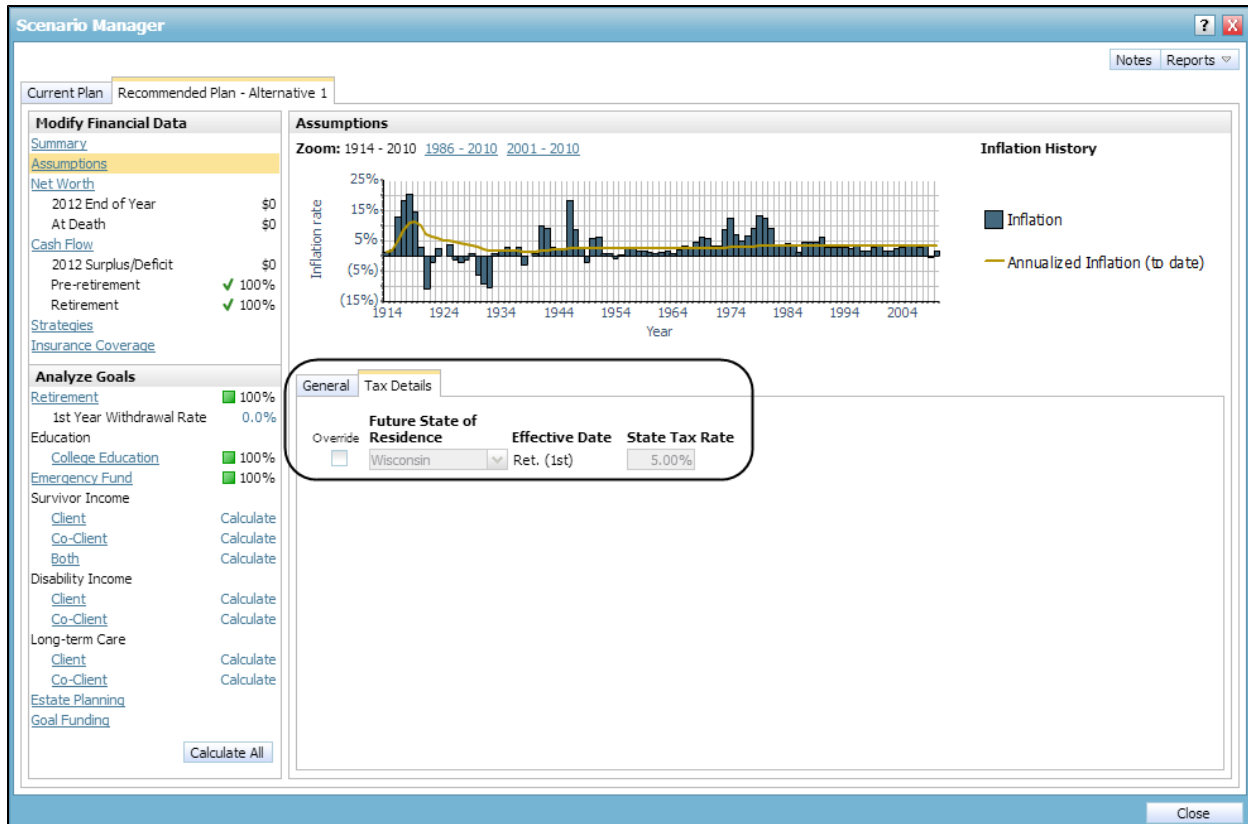 Scenario Manager
? X
Notes Reports
Current Plan Recommended Plan - Alternative 1
Modify Financial Data
Summary
Assumptions
Net Worth
2012 End of Year $0
At Death $0
Cash Flow
2012 Surplus/Deficit $0
Pre-retirement 100%
Retirement 100%
Strategies
Insurance Coverage
Analyze Goals
Retirement 100%
1st Year Withdrawal Rate 0.0%
Education
College Education 100%
Emergency Fund 100%
Survivor Income
Client Calculate
Co-Client Calculate
Both Calculate
Disability Income
Client Calculate
Co-Client Calculate
Long-term Care
Client Calculate
Co-Client Calculate
Estate Planning
Goal Funding
Calculate All
Assumptions
Zoom: 1914 - 2010 1986 - 2010 2001 - 2010
Inflation History
25%
15%
5%
(5%)
(15%)
Inflation rate
1914 1924 1934 1944 1954 1964 1974 1984 1994 2004
Year
Inflation
Annualized Inflation (to date)
General Tax Details
Override Future State of Residence Effective Date State Tax Rate
Wisconsin Ret. (1st) 5.00%
Close